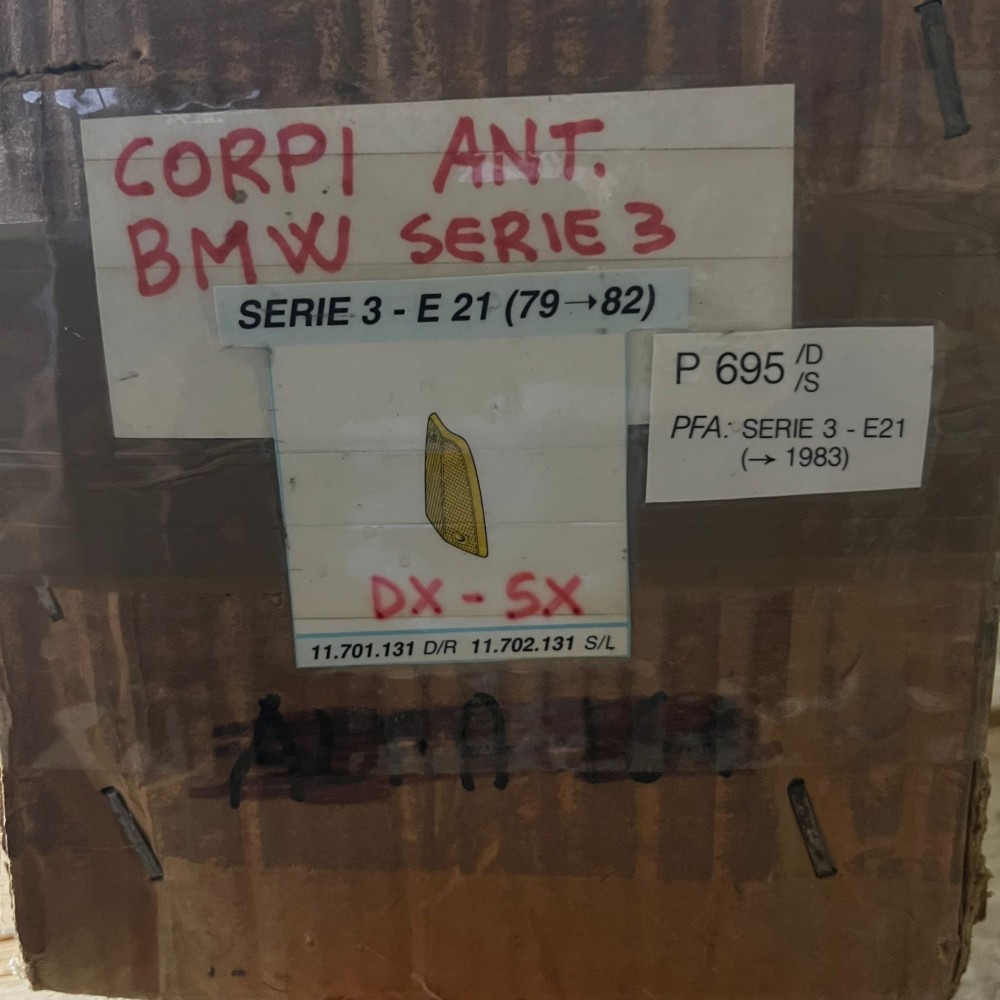 CORPI ANT.
BMW SERIE 3
SERIE 3 - E 21 (79→82)
P 695 /D
/S
PFA: SERIE 3 - E21
(→ 1983)
DX - SX
11.701.131 D/R 11.702.131 S/L